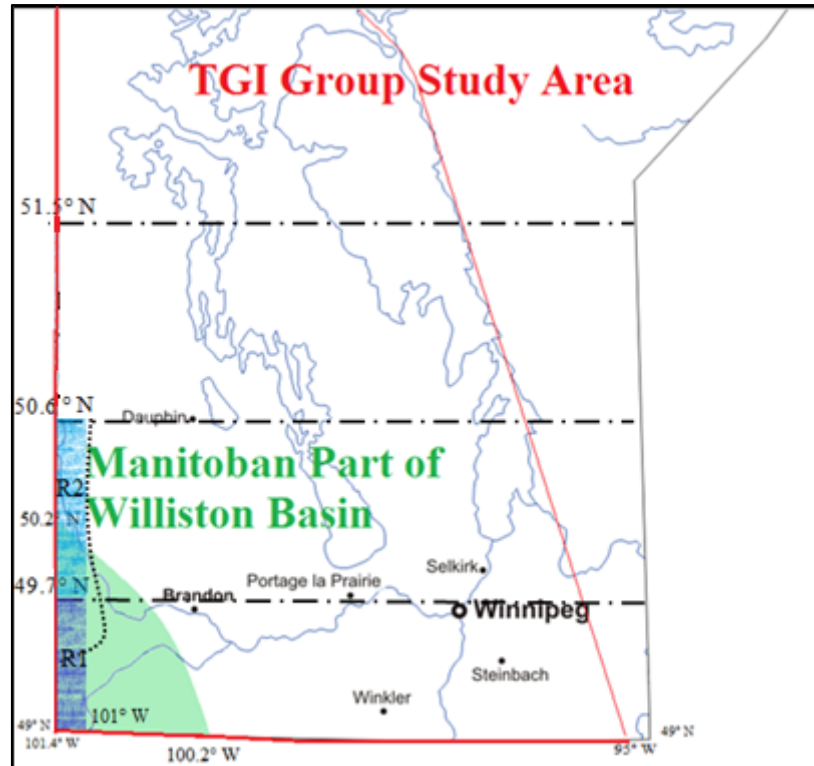 TGI Group Study Area
51.5° N
50.6° N
Dauphin
Manitoban Part of
Williston Basin
R2
50.2° N
49.7° N
Selkirk
Portage la Prairie
Brandon
Winnipeg
R1
Steinbach
Winkler
101° W
49° N
49° N
101.4° W
100.2° W
95° W